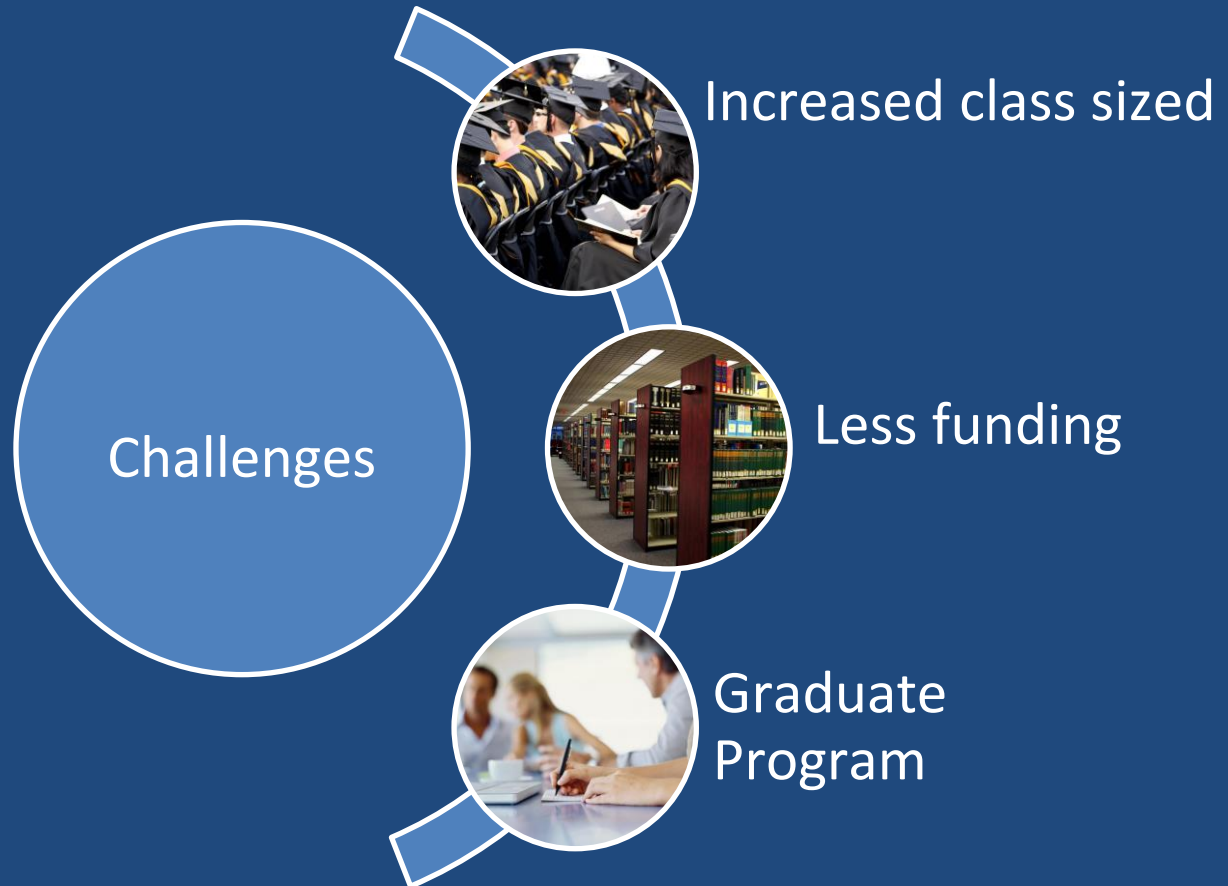 Increased class sized
Challenges
Less funding
Graduate
Program